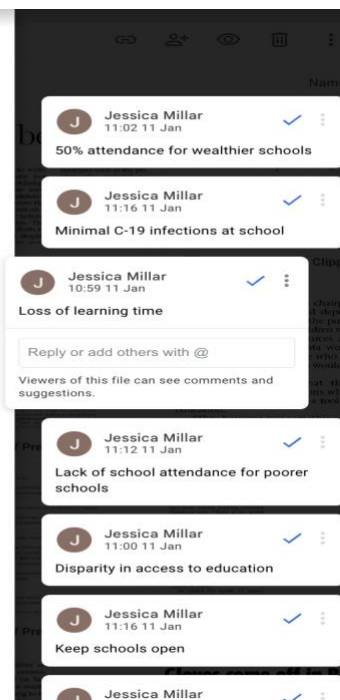 Name
be
Jessica Millar
11:02 11 Jan
50% attendance for wealthier schools
Jessica Millar
11:16 11 Jan
Minimal C-19 infections at school
Clipp
J
Jessica Millar
10:59 11 Jan
Loss of learning time
Reply or add others with @
Viewers of this file can see comments and
suggestions.
J
Jessica Millar
11:12 11 Jan
Lack of school attendance for poorer
schools
J
Jessica Millar
11:00 11 Jan
Disparity in access to education
J
Jessica Millar
11:16 11 Jan
Keep schools open
J
Jessica Millar